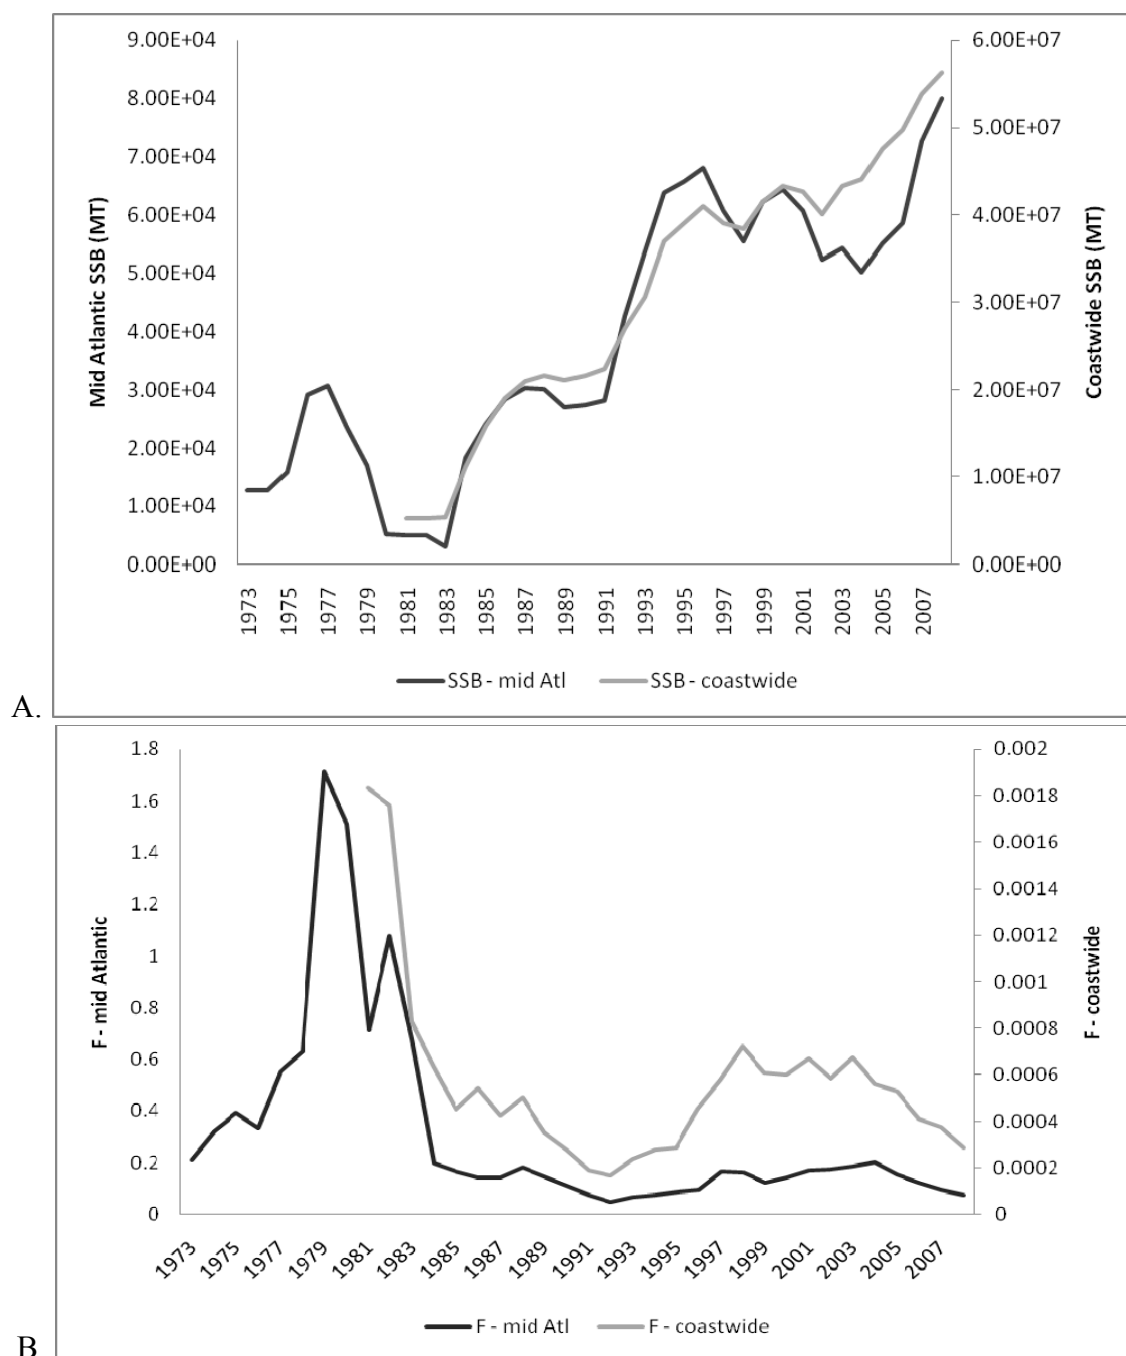 9.00E+04
8.00E+04
7.00E+04
6.00E+04
5.00E+04
4.00E+04
3.00E+04
2.00E+04
1.00E+04
0.00E+00
Mid Atlantic SSB (MT)
6.00E+07
5.00E+07
4.00E+07
3.00E+07
2.00E+07
1.00E+07
0.00E+00
Coastwide SSB (MT)
1973 1975 1977 1979 1981 1983 1985 1987 1989 1991 1993 1995 1997 1999 2001 2003 2005 2007
SSB - mid Atl SSB - coastwide
A.
1.8
1.6
1.4
1.2
1
0.8
0.6
0.4
0.2
0
F - mid Atlantic
0.002
0.0018
0.0016
0.0014
0.0012
0.001
0.0008
0.0006
0.0004
0.0002
0
F - coastwide
1973 1975 1977 1979 1981 1983 1985 1987 1989 1991 1993 1995 1997 1999 2001 2003 2005 2007
F - mid Atl F - coastwide
B